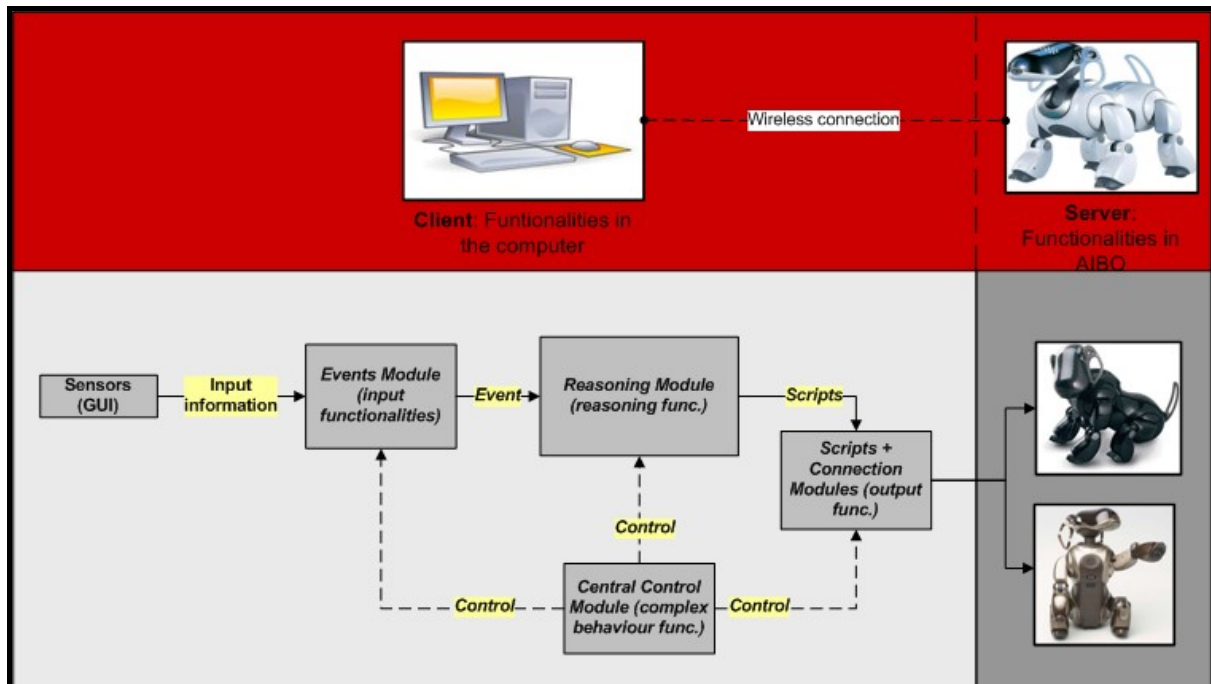 Wireless connection
Client: Funtionalities in
the computer
Server:
Functionalities in
AIBO
Sensors
(GUI)
Input
information
Events Module
(input
functionalities)
Event
Reasoning Module
(reasoning func.)
Scripts
Scripts +
Connection
Modules (output
func.)
Control
Control
Central Control
Module (complex
behaviour func.)
Control